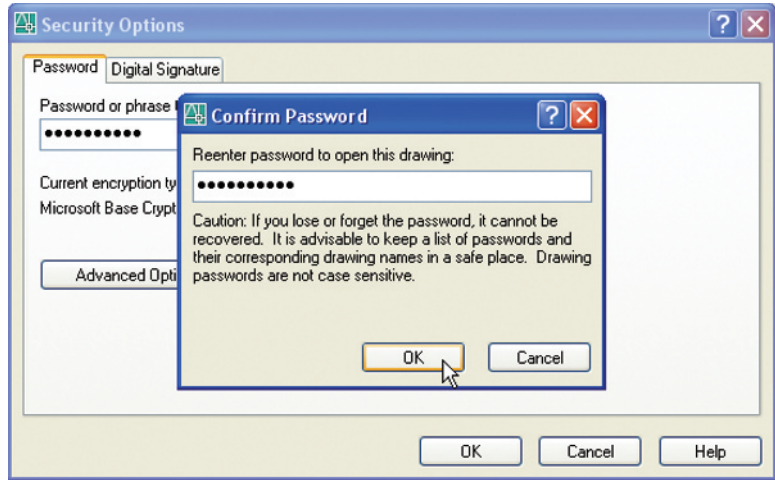 Security Options
Password Digital Signature
Password or phrase
Confirm Password
Reenter password to open this drawing:
Current encryption ty
Microsoft Base Crypt
Caution: If you lose or forget the password, it cannot be
recovered. It is advisable to keep a list of passwords and
their corresponding drawing names in a safe place. Drawing
passwords are not case sensitive.
Advanced Opti
OK Cancel
OK Cancel Help